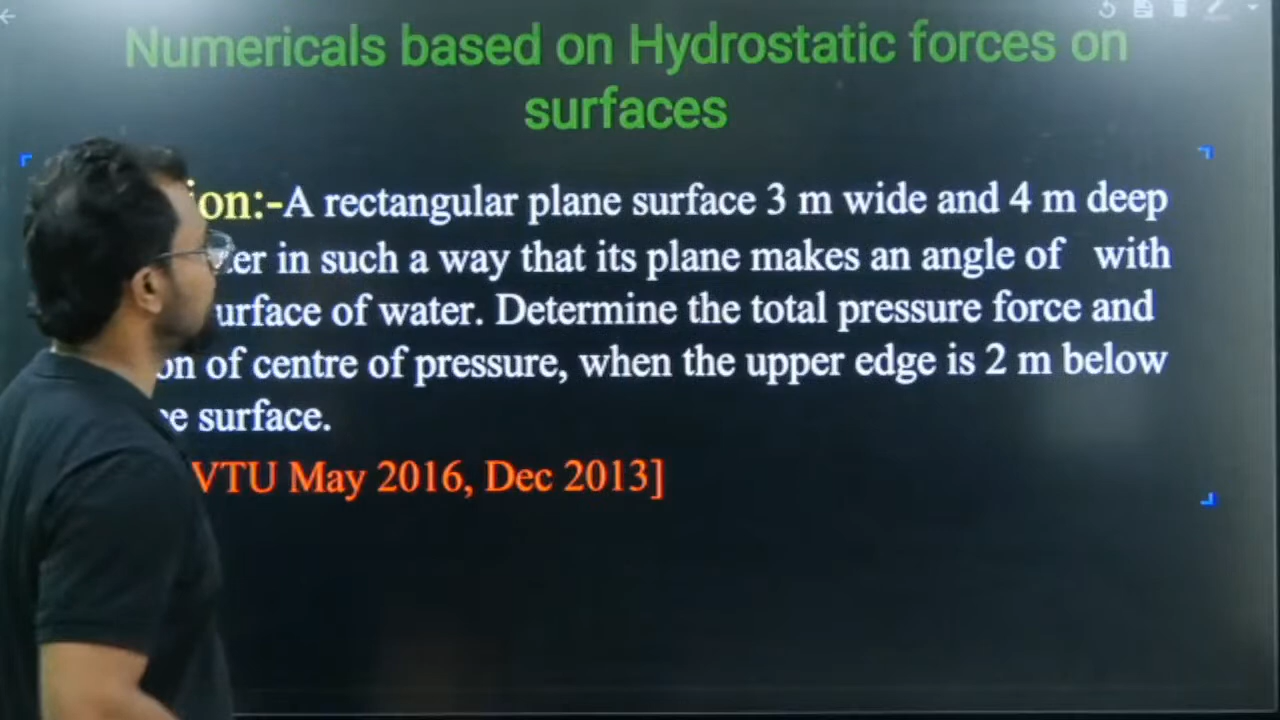 Numericals based on Hydrostatic forces on
surfaces
ion:-A rectangular plane surface 3 m wide and 4 m deep
er in such a way that its plane makes an angle of with
urface of water. Determine the total pressure force and
on of centre of pressure, when the upper edge is 2 m below
e surface.
VTU May 2016, Dec 2013]